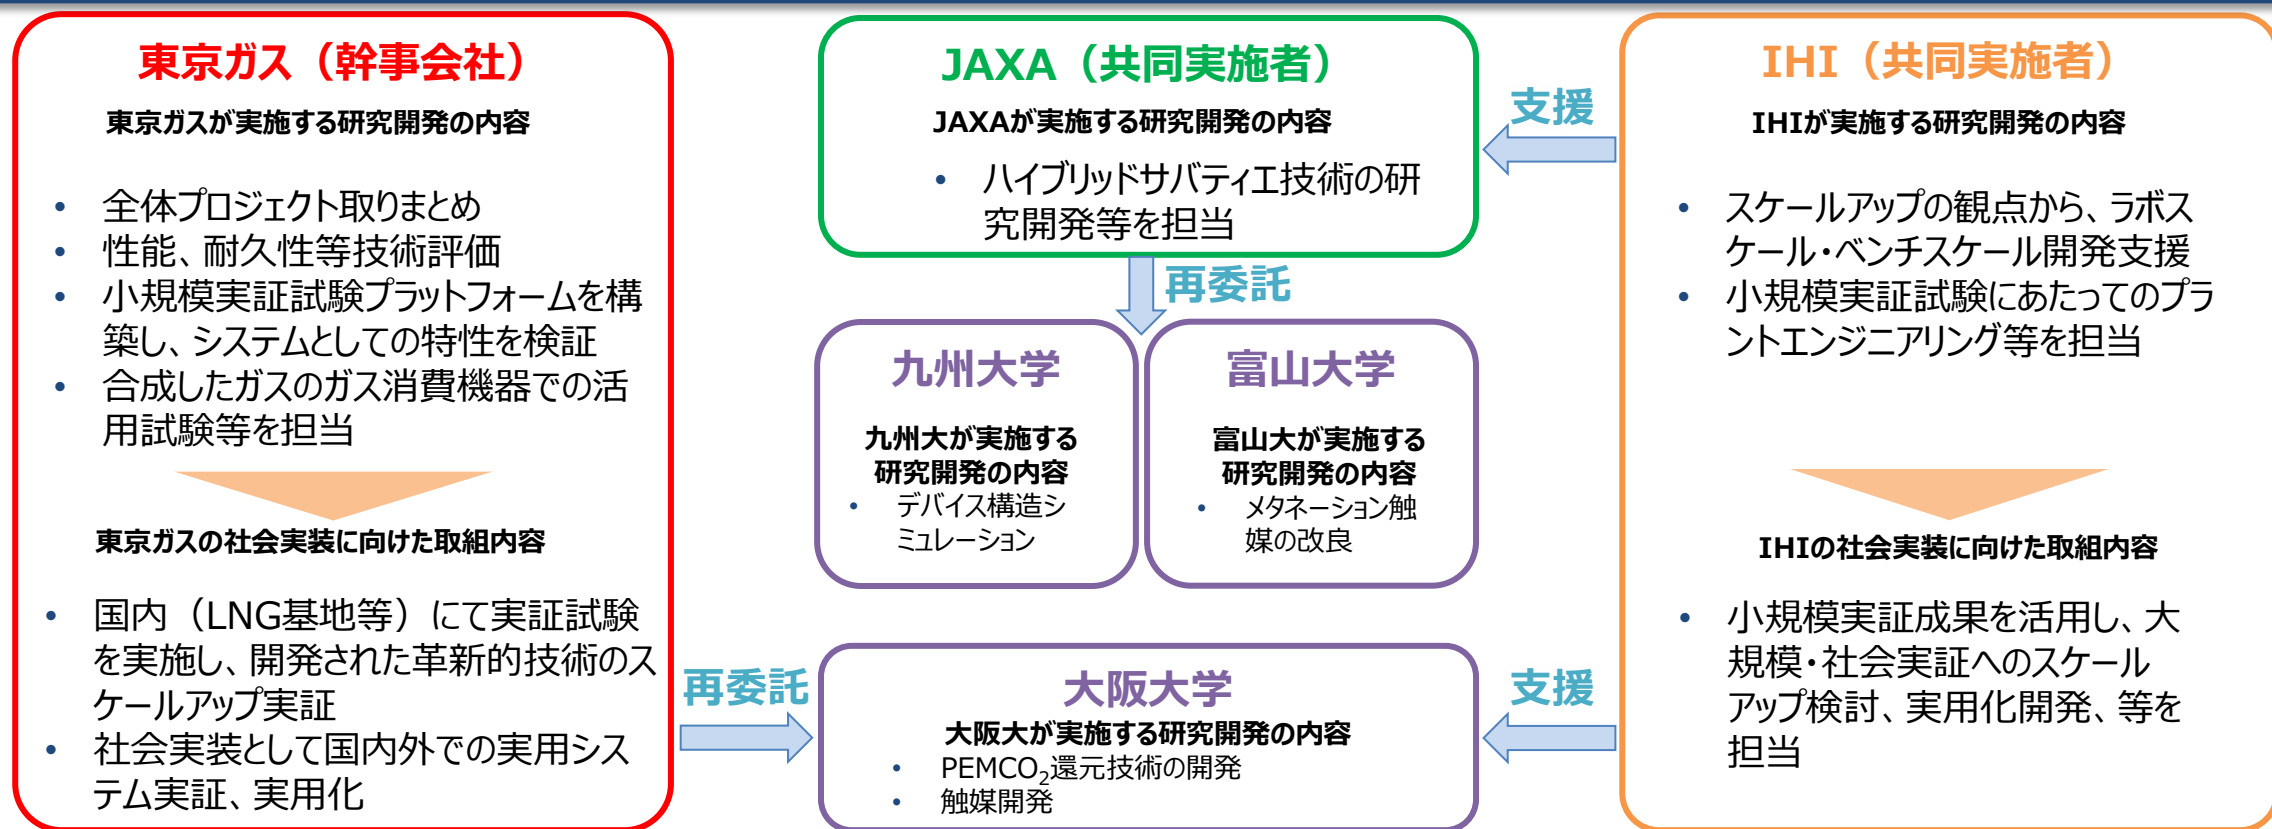 東京ガス（幹事会社）
東京ガスが実施する研究開発の内容
• 全体プロジェクト取りまとめ
• 性能、耐久性等技術評価
• 小規模実証試験プラットフォームを構
築し、システムとしての特性を検証
• 合成したガスのガス消費機器での活
用試験等を担当
東京ガスの社会実装に向けた取組内容
• 国内（LNG基地等）にて実証試験
を実施し、開発された革新的技術のス
ケールアップ実証
• 社会実装として国内外での実用シス
テム実証、実用化
再委託
JAXA（共同実施者）
JAXAが実施する研究開発の内容
• ハイブリッドサバティエ技術の研
究開発等を担当
再委託
九州大学
九州大が実施する
研究開発の内容
• デバイス構造シ
ミュレーション
富山大学
富山大が実施する
研究開発の内容
• メタネーション触
媒の改良
大阪大学
大阪大が実施する研究開発の内容
• PEMCO₂還元技術の開発
• 触媒開発
支援
支援
IHI（共同実施者）
IHIが実施する研究開発の内容
• スケールアップの観点から、ラボス
ケール・ベンチスケール開発支援
• 小規模実証試験にあたってのプラ
ントエンジニアリング等を担当
IHIの社会実装に向けた取組内容
• 小規模実証成果を活用し、大
規模・社会実証へのスケール
アップ検討、実用化開発、等を
担当